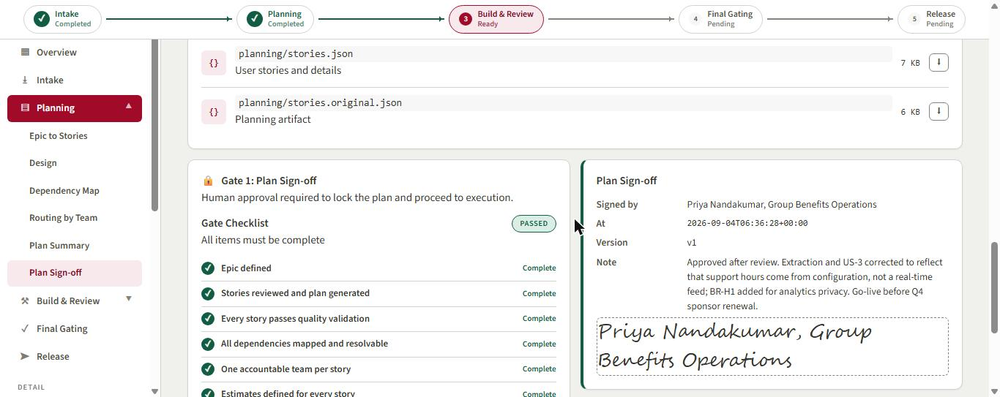 Intake
Completed
Planning
Completed
3
Build & Review
Ready
4
Final Gating
Pending
5
Release
Pending
Overview
Intake
Planning
Epic to Stories
Design
Dependency Map
Routing by Team
Plan Summary
Plan Sign-off
Build & Review
Final Gating
Release
DETAIL
{} planning/stories.json
User stories and details
7 KB
{} planning/stories.original.json
Planning artifact
6 KB
Gate 1: Plan Sign-off
Human approval required to lock the plan and proceed to execution.
Gate Checklist
PASSED
All items must be complete
Epic defined Complete
Stories reviewed and plan generated Complete
Every story passes quality validation Complete
All dependencies mapped and resolvable Complete
One accountable team per story Complete
Estimates defined for every story Complete
Plan Sign-off
Signed by Priya Nandakumar, Group Benefits Operations
At 2026-09-04T06:36:28+00:00
Version v1
Note Approved after review. Extraction and US-3 corrected to reflect
that support hours come from configuration, not a real-time
feed; BR-H1 added for analytics privacy. Go-live before Q4
sponsor renewal.
Priya Nandakumar, Group
Benefits Operations